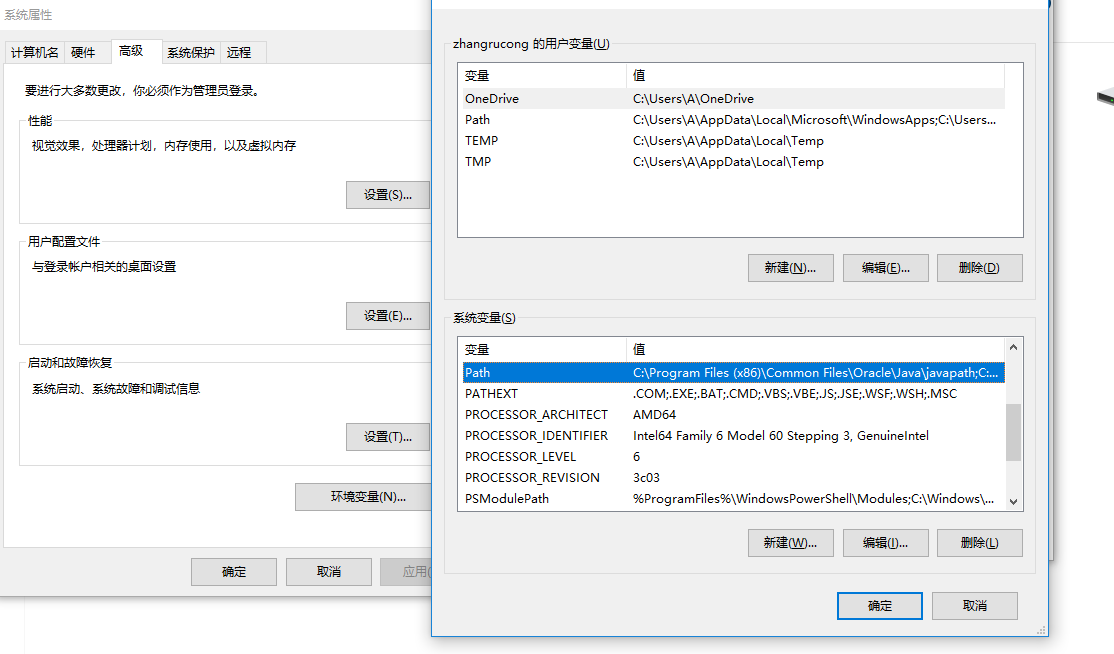 系统属性
计算机名 硬件 高级 系统保护 远程
要进行大多数更改，你必须作为管理员登录。
性能
视觉效果，处理器计划，内存使用，以及虚拟内存
设置(S)...
用户配置文件
与登录帐户相关的桌面设置
设置(E)...
启动和故障恢复
系统启动、系统故障和调试信息
设置(T)...
环境变量(N)...
确定 取消 应用(
zhangrucong 的用户变量(U)
变量 值
OneDrive C:\Users\A\OneDrive
Path C:\Users\A\AppData\Local\Microsoft\WindowsApps;C:\Users...
TEMP C:\Users\A\AppData\Local\Temp
TMP C:\Users\A\AppData\Local\Temp
新建(N)... 编辑(E)... 删除(D)
系统变量(S)
变量 值
Path C:\Program Files (x86)\Common Files\Oracle\Java\javapath;C:...
PATHEXT .COM;.EXE;.BAT;.CMD;.VBS;.VBE;.JS;.JSE;.WSF;.WSH;.MSC
PROCESSOR_ARCHITECT AMD64
PROCESSOR_IDENTIFIER Intel64 Family 6 Model 60 Stepping 3, GenuineIntel
PROCESSOR_LEVEL 6
PROCESSOR_REVISION 3c03
PSModulePath %ProgramFiles%\WindowsPowerShell\Modules;C:\Windows\...
新建(W)... 编辑(I)... 删除(L)
确定 取消